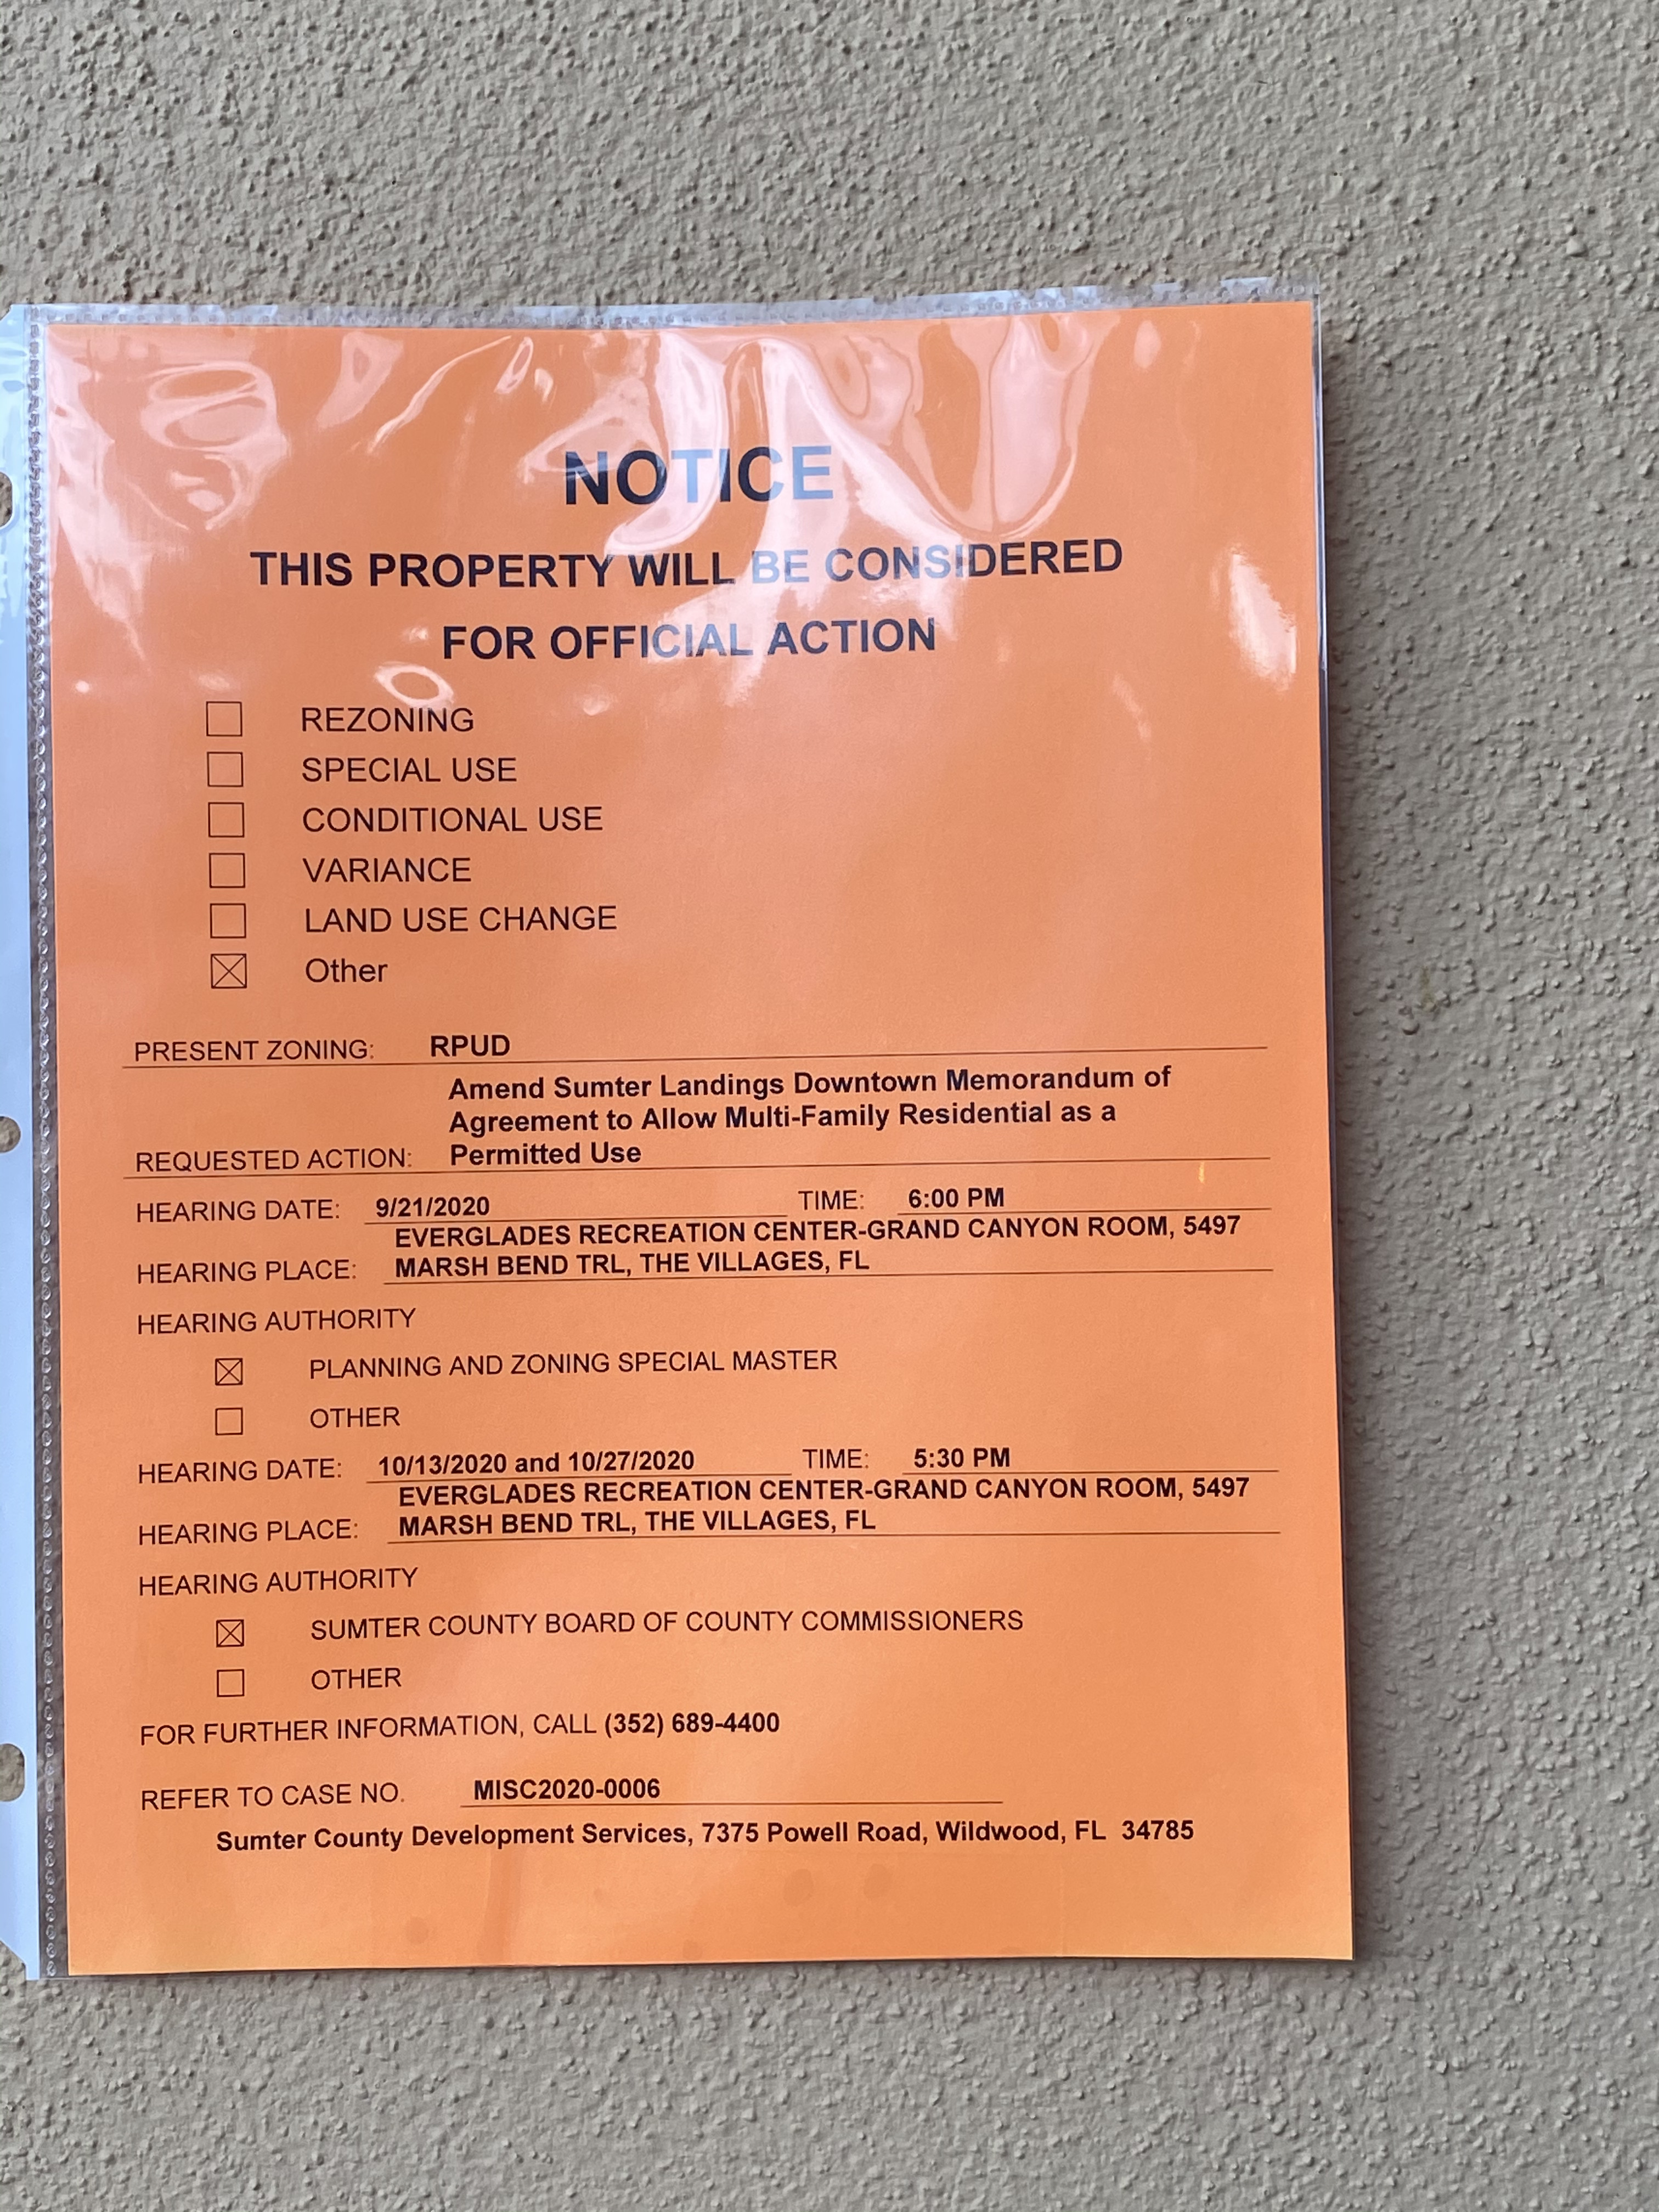 NOTICE
THIS PROPERTY WILL BE CONSIDERED
FOR OFFICIAL ACTION
☐ REZONING
☐ SPECIAL USE
☐ CONDITIONAL USE
☐ VARIANCE
☐ LAND USE CHANGE
☒ Other
PRESENT ZONING: RPUD
Amend Sumter Landings Downtown Memorandum of
Agreement to Allow Multi-Family Residential as a
REQUESTED ACTION: Permitted Use
HEARING DATE: 9/21/2020 TIME: 6:00 PM
EVERGLADES RECREATION CENTER-GRAND CANYON ROOM, 5497
HEARING PLACE: MARSH BEND TRL, THE VILLAGES, FL
HEARING AUTHORITY
☒ PLANNING AND ZONING SPECIAL MASTER
☐ OTHER
HEARING DATE: 10/13/2020 and 10/27/2020 TIME: 5:30 PM
EVERGLADES RECREATION CENTER-GRAND CANYON ROOM, 5497
HEARING PLACE: MARSH BEND TRL, THE VILLAGES, FL
HEARING AUTHORITY
☒ SUMTER COUNTY BOARD OF COUNTY COMMISSIONERS
☐ OTHER
FOR FURTHER INFORMATION, CALL (352) 689-4400
REFER TO CASE NO. MISC2020-0006
Sumter County Development Services, 7375 Powell Road, Wildwood, FL 34785